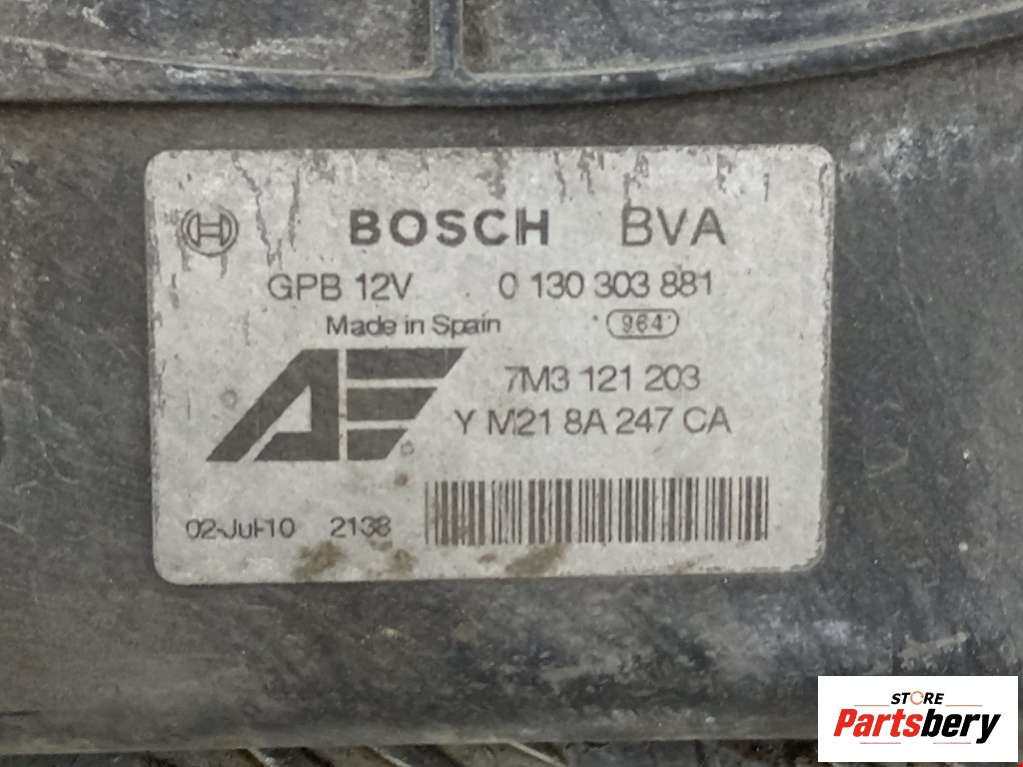 BOSCH BVA
GPB 12V 0 130 303 881
Made in Spain 964
AE 7M3 121 203
Y M21 8A 247 CA
02-Jul-10 2138
STORE
Partsbery